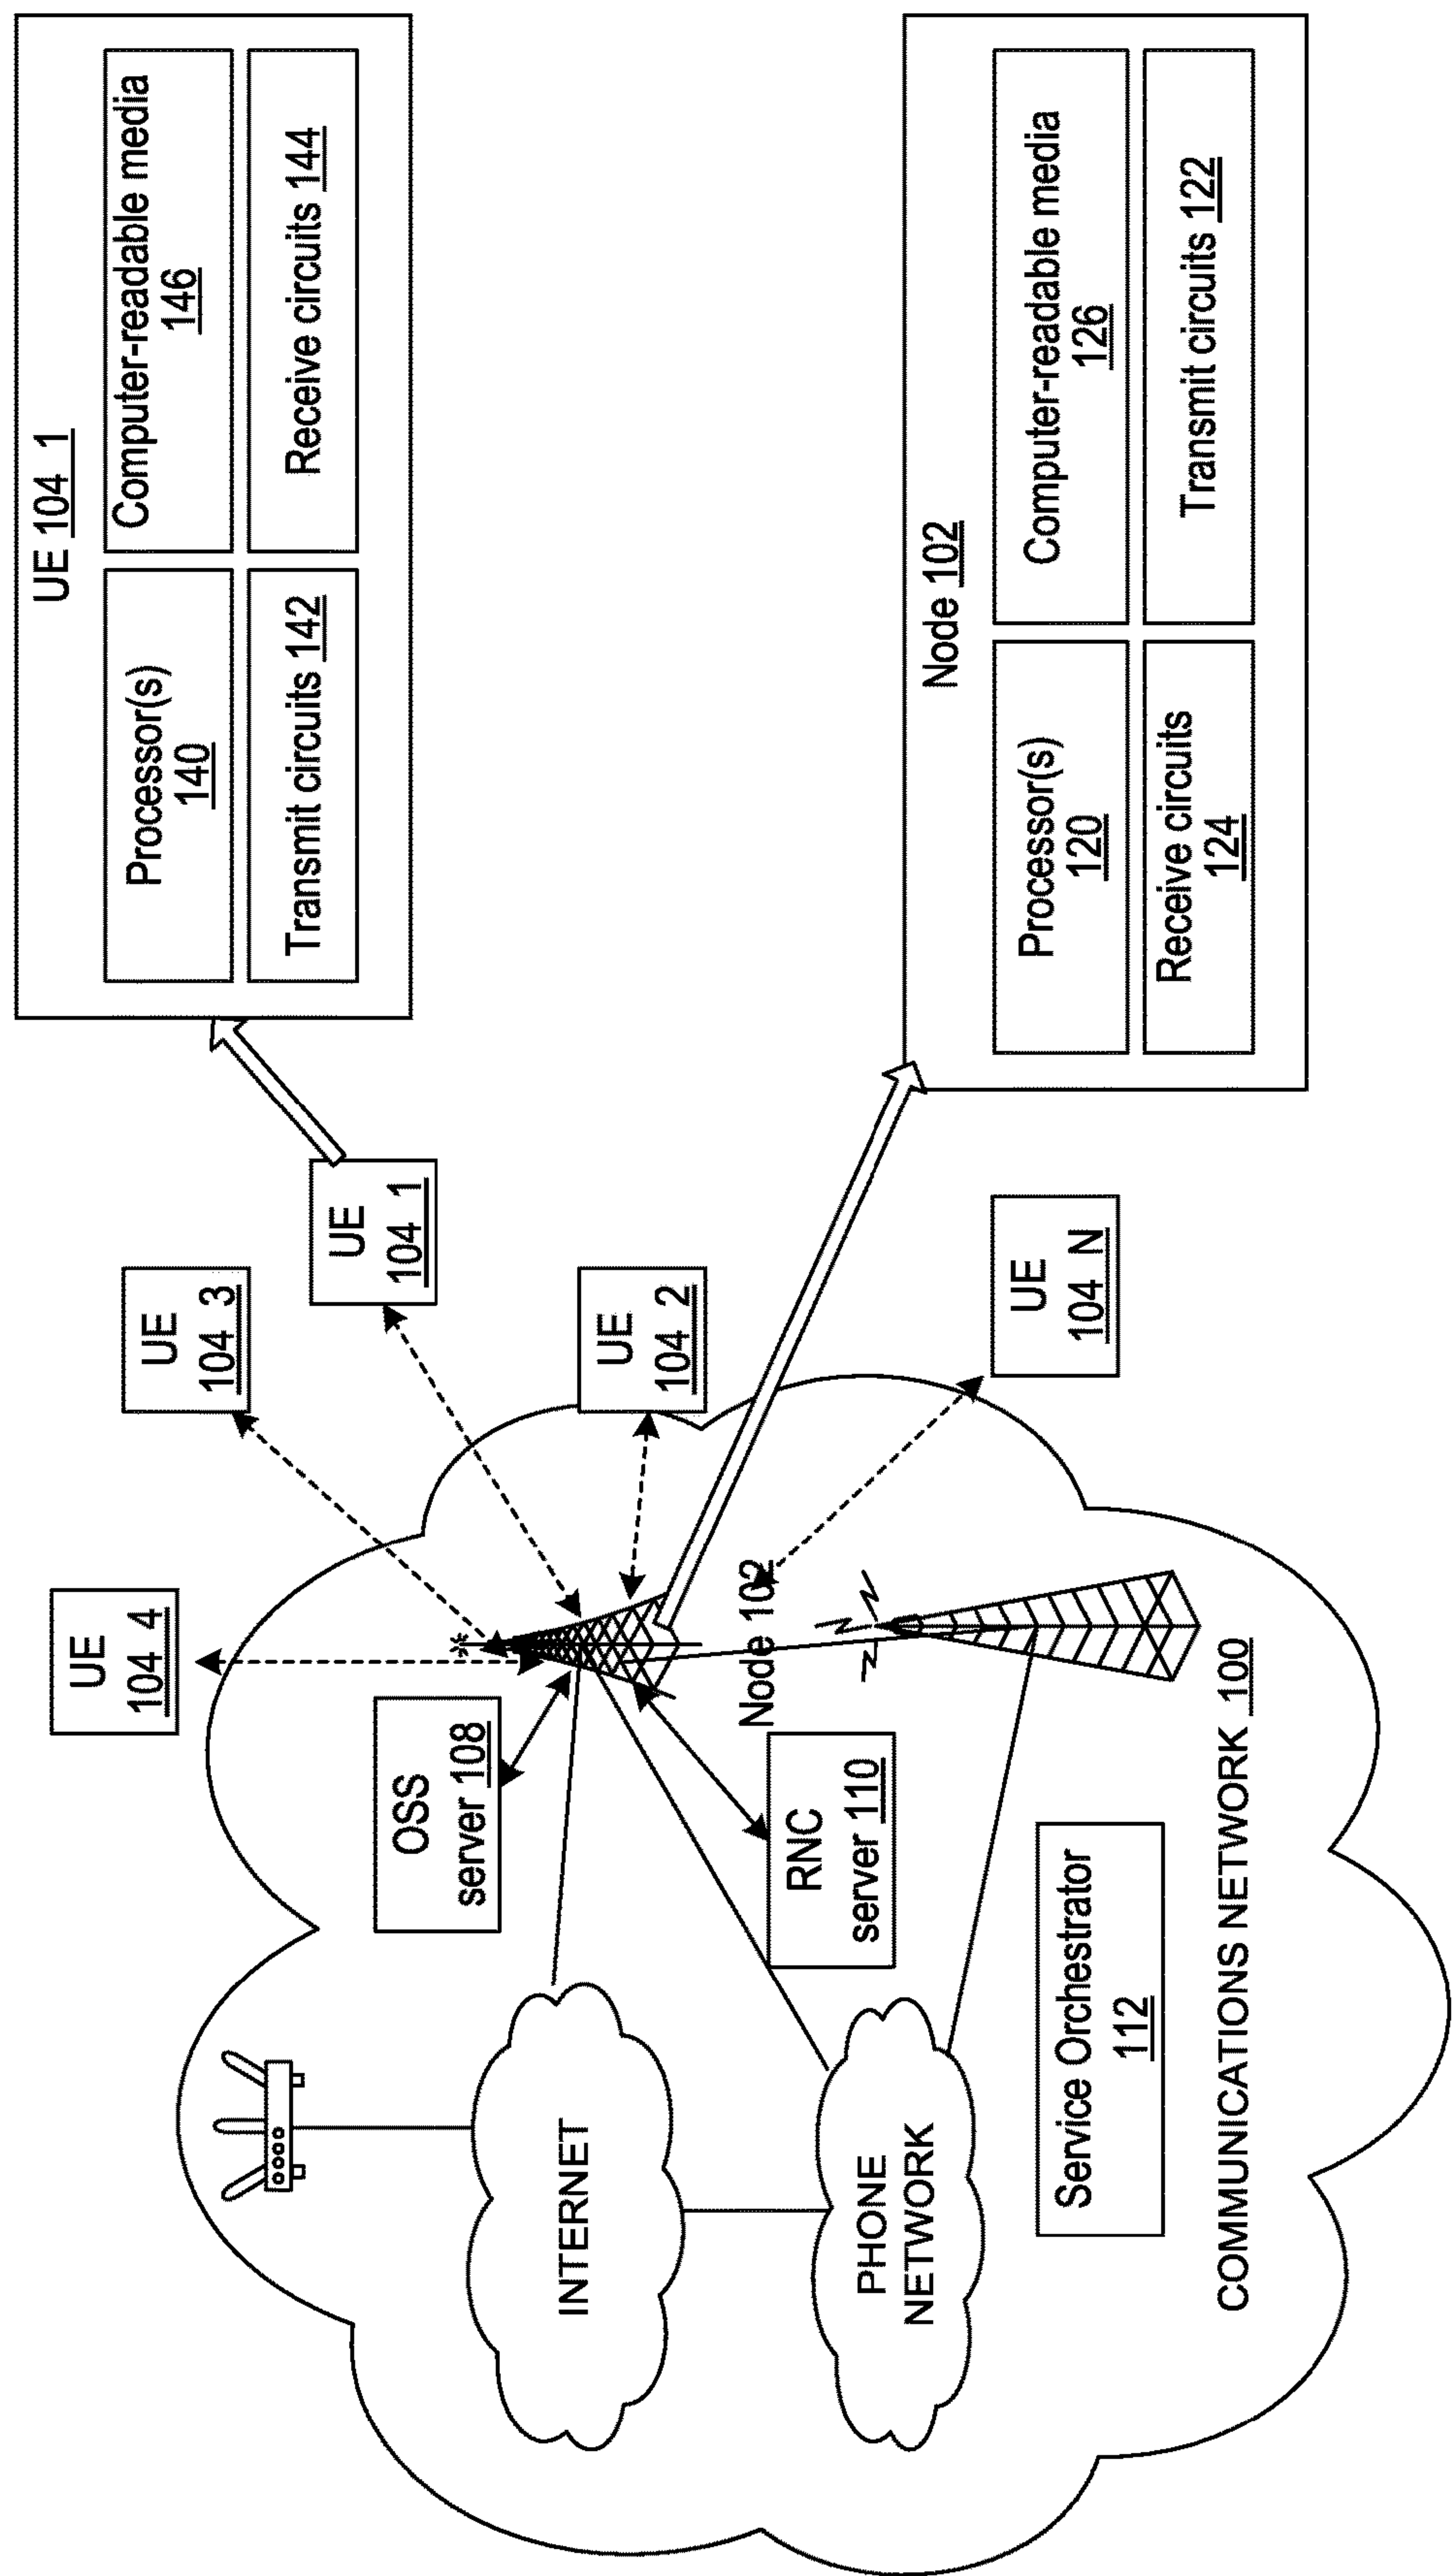 UE 104_1
Processor(s)
140
Computer-readable media
146
Transmit circuits 142
Receive circuits 144
UE
104_4
UE
104_3
UE
104_1
UE
104_2
UE
104_N
OSS
server 108
Node 102
RNC
server 110
INTERNET
PHONE
NETWORK
Service Orchestrator
112
COMMUNICATIONS NETWORK 100
Node 102
Processor(s)
120
Computer-readable media
126
Receive circuits
124
Transmit circuits 122